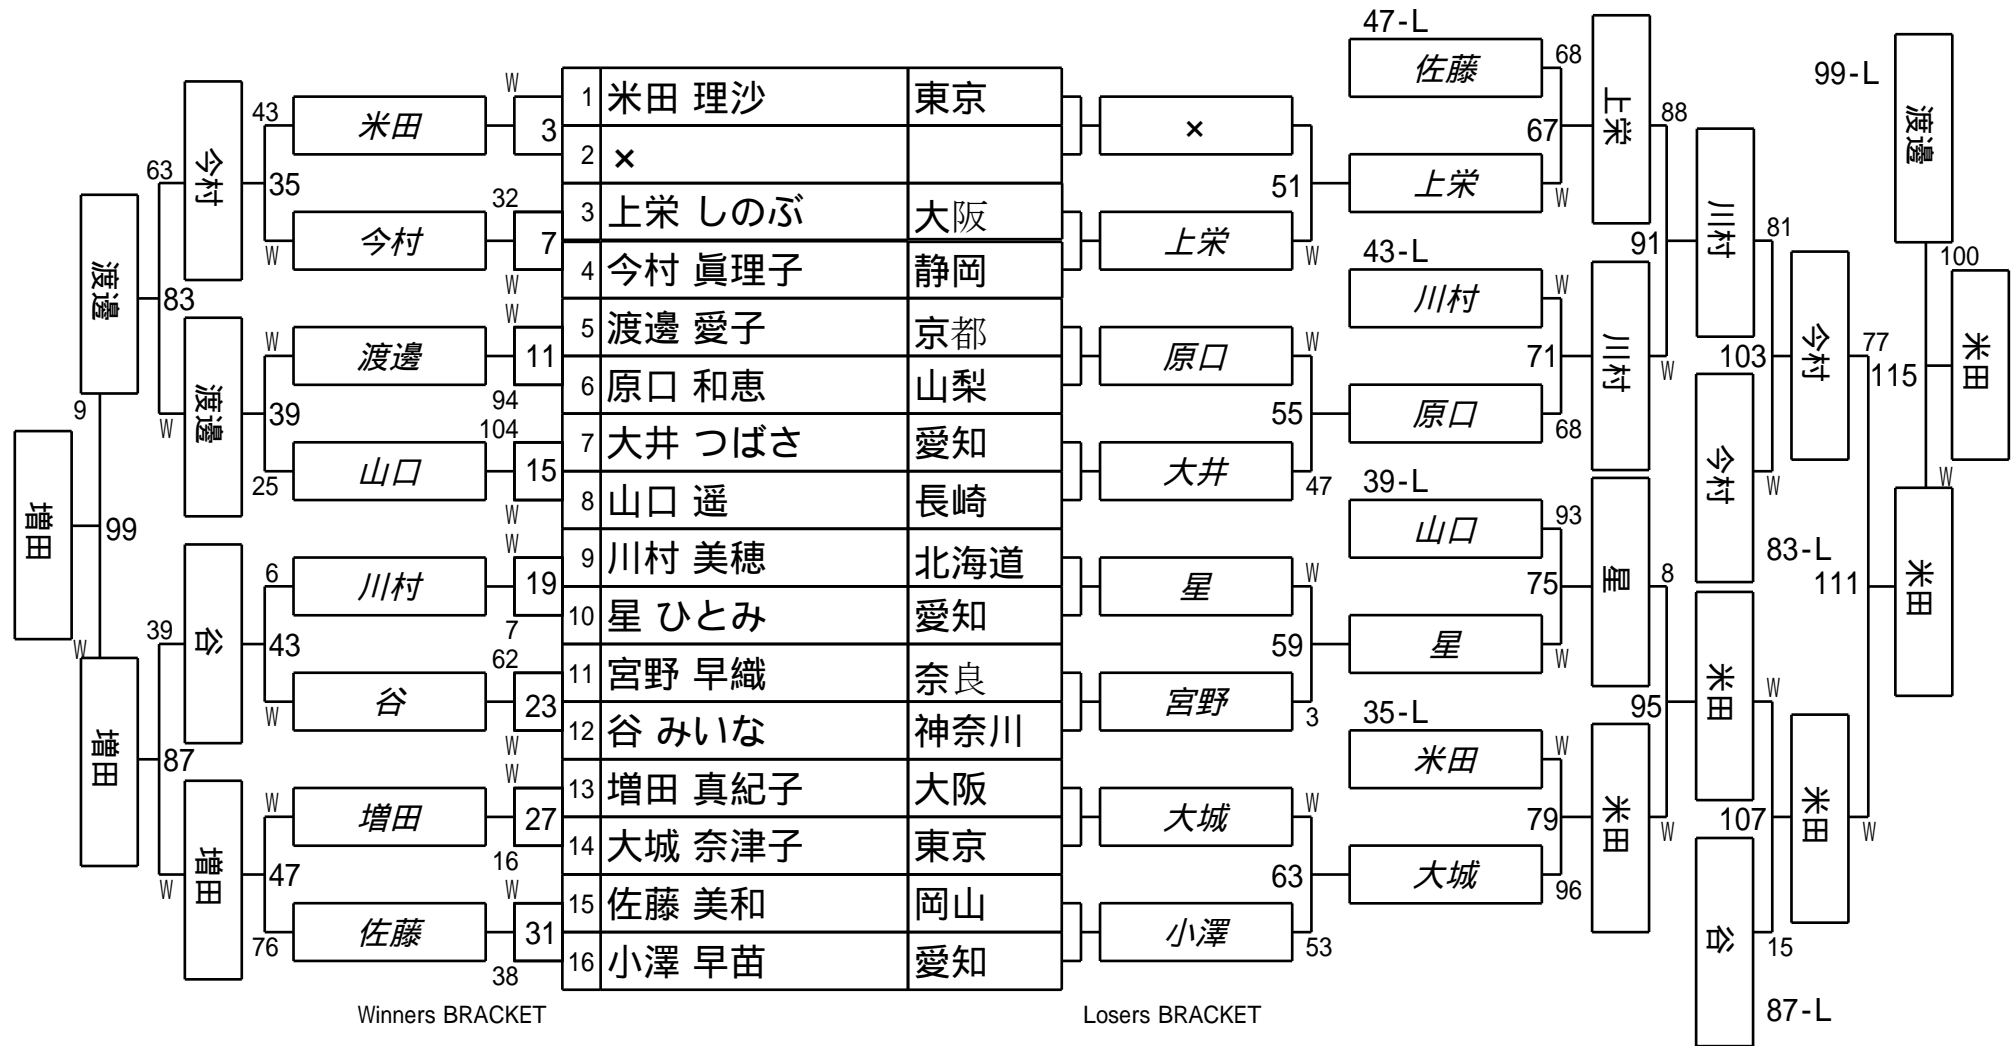 47-L
佐藤
68
99-L
W
1 米田 理沙 東京
43
米田
3
×
67
上栄
88
渡邊
2 ×
今村
63
35
32
3 上栄 しのぶ 大阪
51
上栄
W
W
今村
7
4 今村 眞理子 静岡
上栄
W
43-L
91
川村
81
100
渡邊
83
W
W
5 渡邊 愛子 京都
原口
W
川村
W
W
渡邊
11
6 原口 和恵 山梨
71
川村
W
103
今村
77
115
米田
94
渡邊
39
104
7 大井 つばさ 愛知
55
原口
68
9
W
25
山口
15
大井
47
39-L
今村
W
W
8 山口 遥 長崎
W
山口
93
増田
99
W
9 川村 美穂 北海道
83-L
111
米田
6
川村
19
10 星 ひとみ 愛知
星
W
75
星
8
39
谷
43
7
62
11 宮野 早織 奈良
59
星
W
W
W
谷
23
12 谷 みいな 神奈川
宮野
3
35-L
95
米田
W
増田
87
W
W
13 増田 真紀子 大阪
米田
W
W
増田
27
14 大城 奈津子 東京
大城
W
79
米田
W
107
米田
W
16
増田
47
W
15 佐藤 美和 岡山
63
大城
96
W
76
佐藤
31
38
16 小澤 早苗 愛知
小澤
53
谷
15
Winners BRACKET
Losers BRACKET
87-L